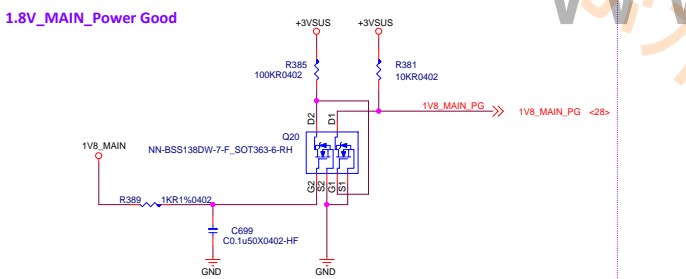 1.8V_MAIN_Power Good
+3VSUS
+3VSUS
R385
100KR0402
R381
10KR0402
1V8_MAIN_PG
1V8_MAIN_PG <28>
D2
D1
Q20
1V8_MAIN
NN-BSS138DW-7-F_SOT363-6-RH
G2
S2
G1
S1
R389
1KR1%0402
C699
C0.1u50X0402-HF
GND
GND